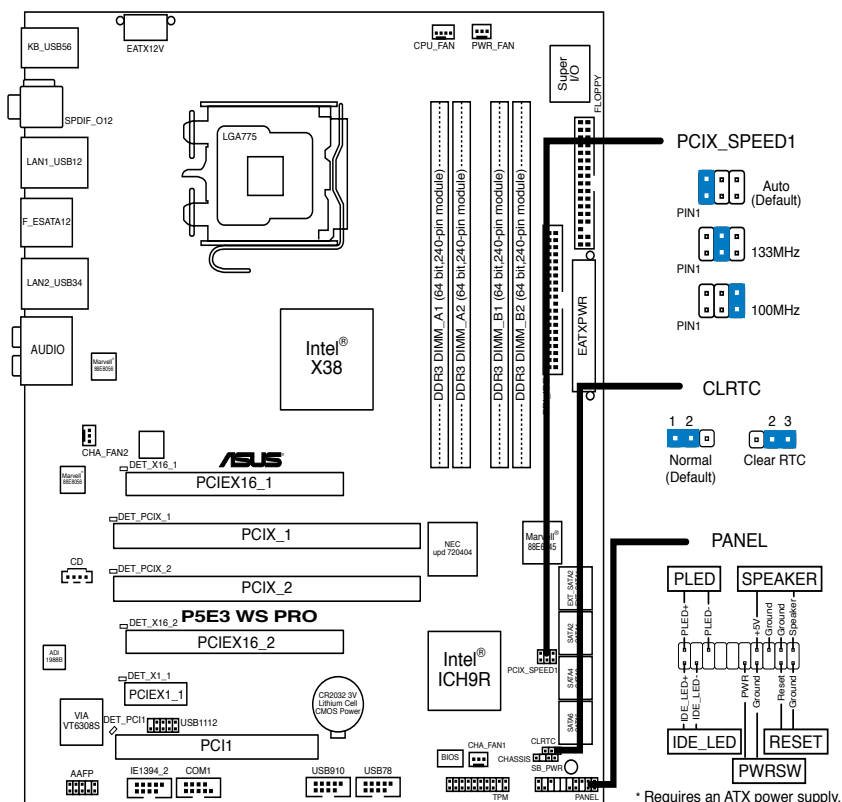 KB_USB56
EATX12V
CPU_FAN
PWR_FAN
Super I/O
FLOPPY
SPDIF_O12
LGA775
LAN1_USB12
F_ESATA12
LAN2_USB34
AUDIO
Marvell® 88E8056
Intel® X38
DDR3 DIMM_A1 (64 bit,240-pin module)
DDR3 DIMM_A2 (64 bit,240-pin module)
DDR3 DIMM_B1 (64 bit,240-pin module)
DDR3 DIMM_B2 (64 bit,240-pin module)
EATXPWR
PCIX_SPEED1
PIN1
Auto (Default)
PIN1
133MHz
PIN1
100MHz
CLRTC
1 2
Normal (Default)
2 3
Clear RTC
CHA_FAN2
ASUS
DET_X16_1
Marvell® 88E8056
PCIEX16_1
DET_PCIX_1
PCIX_1
NEC upd 720404
CD
DET_PCIX_2
PCIX_2
P5E3 WS PRO
DET_X16_2
PCIEX16_2
ADI 1988B
DET_X1_1
PCIEX1_1
VIA VT6308S
DET_PCI1
USB1112
PCI1
CR2032 3V
Lithium Cell
CMOS Power
Intel® ICH9R
PCIX_SPEED1
EXT_SATA2
SATA2
SATA4
SATA6
CLRTC
CHASSIS
SB_PWR
BIOS
CHA_FAN1
AAFP
IE1394_2
COM1
USB910
USB78
TPM
PANEL
PANEL
PLED
SPEAKER
PLED+
PLED-
+5V
Ground
Ground
Speaker
IDE_LED+
IDE_LED-
PWR
Ground
Reset
Ground
IDE_LED
RESET
PWRSW
* Requires an ATX power supply.